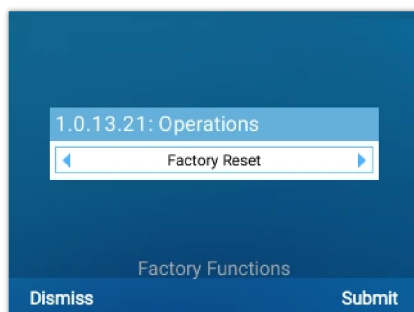 1.0.13.21: Operations
Factory Reset
Factory Functions
Dismiss Submit